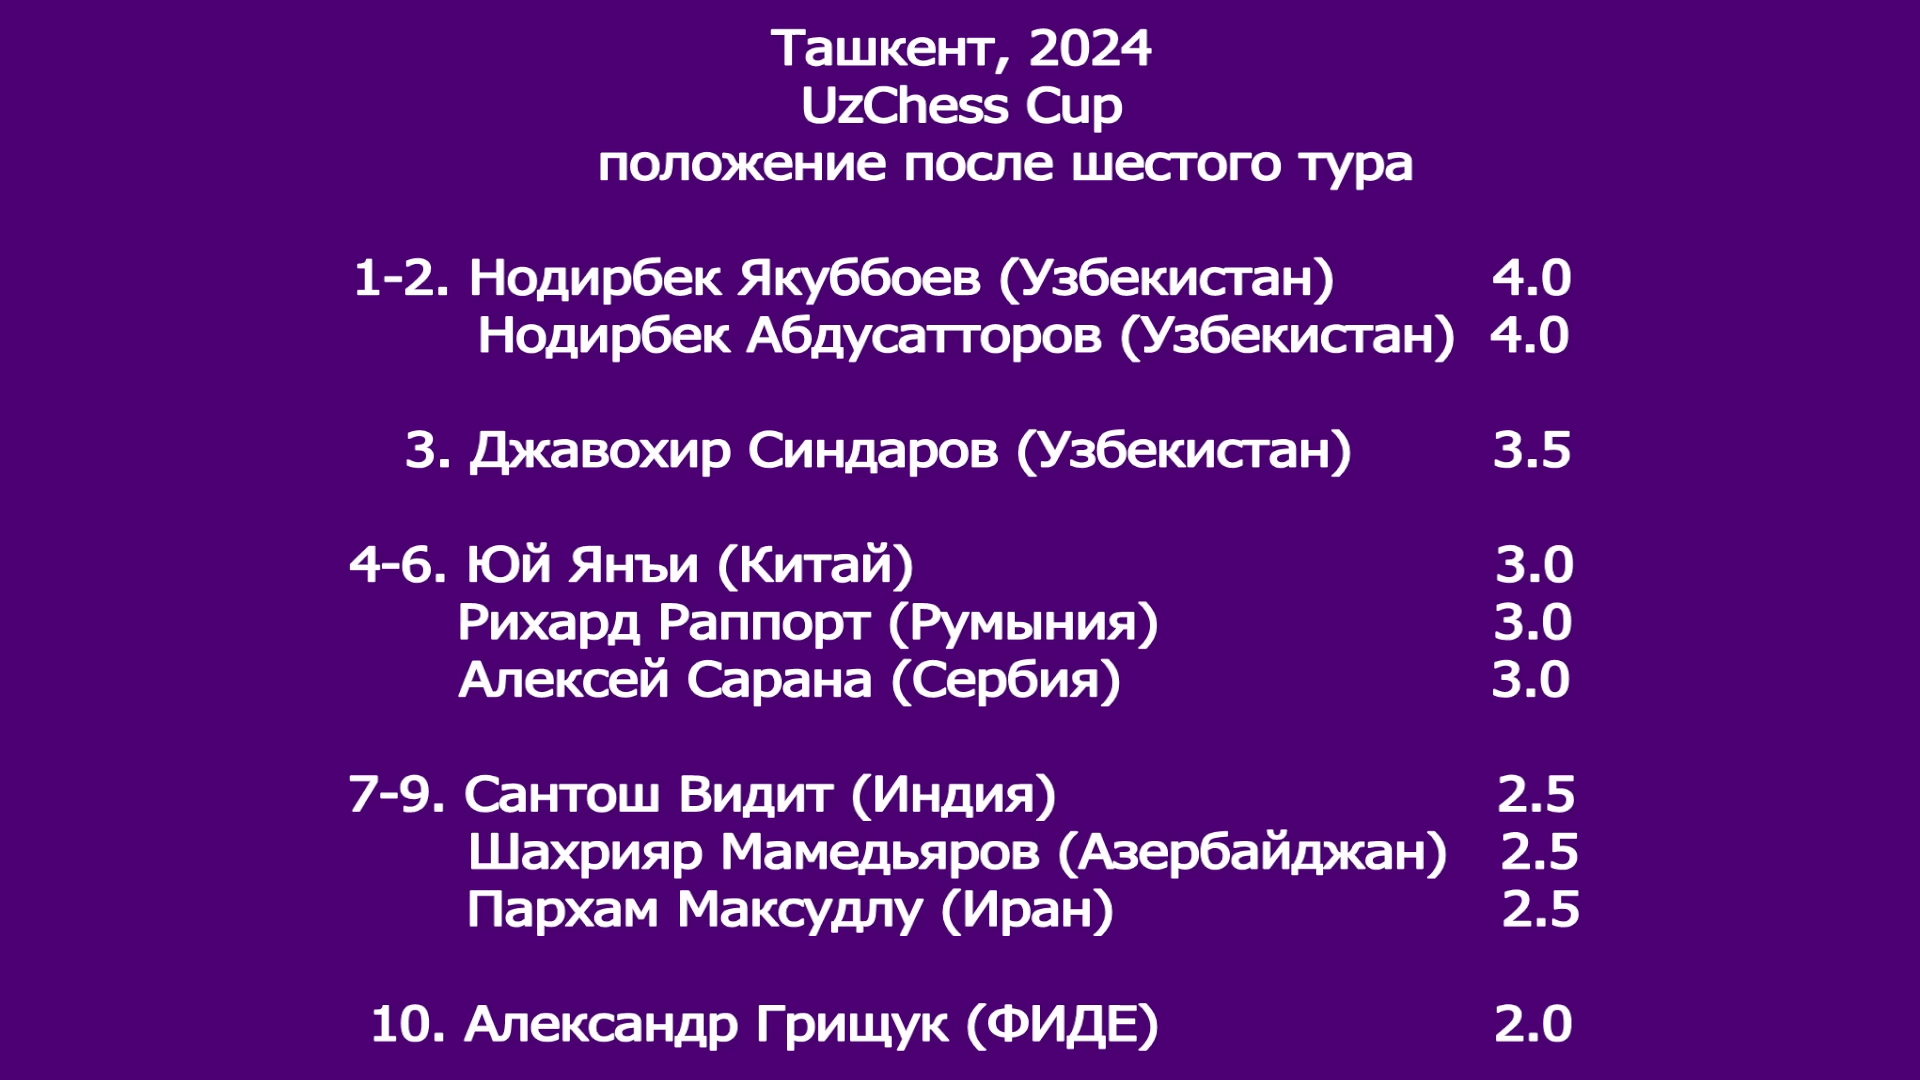 Ташкент, 2024
UzChess Cup
положение после шестого тура
1-2. Нодирбек Якуббоев (Узбекистан) 4.0
Нодирбек Абдусатторов (Узбекистан) 4.0
3. Джавохир Синдаров (Узбекистан) 3.5
4-6. Юй Янъи (Китай) 3.0
Рихард Раппорт (Румыния) 3.0
Алексей Сарана (Сербия) 3.0
7-9. Сантош Видит (Индия) 2.5
Шахрияр Мамедьяров (Азербайджан) 2.5
Пархам Максудлу (Иран) 2.5
10. Александр Грищук (ФИДЕ) 2.0